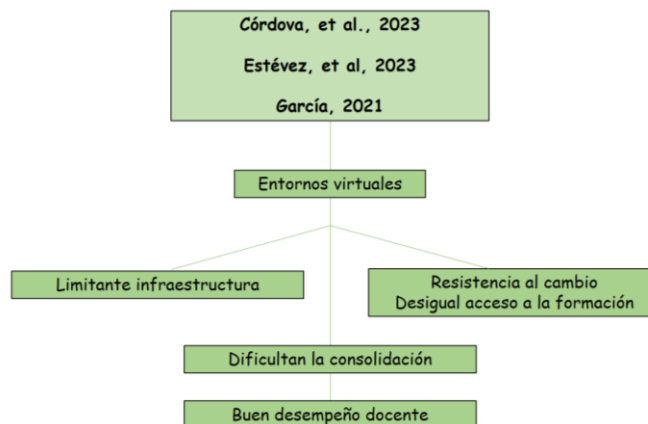 Córdova, et al., 2023
Estévez, et al, 2023
García, 2021
Entornos virtuales
Limitante infraestructura
Resistencia al cambio
Desigual acceso a la formación
Dificultan la consolidación
Buen desempeño docente